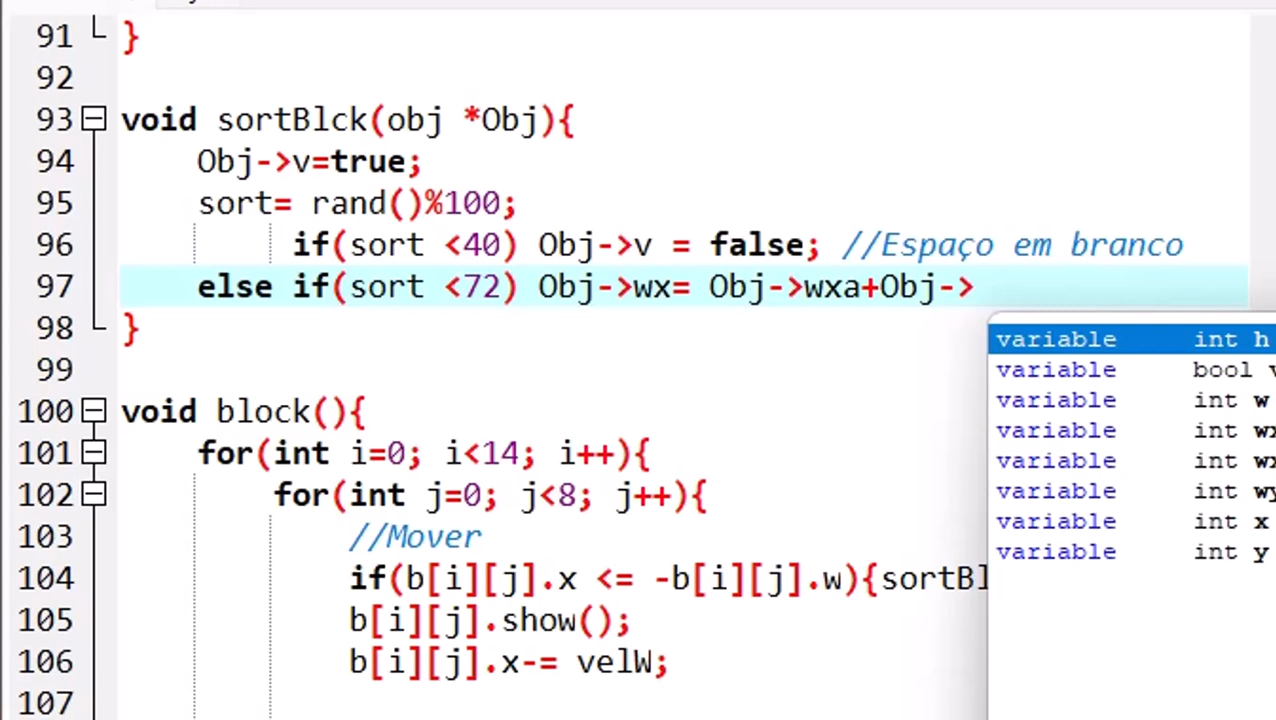 91 }
92
93 void sortBlck(obj *Obj){
94 Obj->v=true;
95 sort= rand()%100;
96 if(sort <40) Obj->v = false; //Espaço em branco
97 else if(sort <72) Obj->wx= Obj->wxa+Obj->
98 }
variable int h
99
variable bool
100 void block(){
variable int w
101 for(int i=0; i<14; i++){
variable int
variable int
102 for(int j=0; j<8; j++){
variable int
103 //Mover
variable int x
variable int y
104 if(b[i][j].x <= -b[i][j].w){
105 b[i][j].show();
106 b[i][j].x-= velW;
107